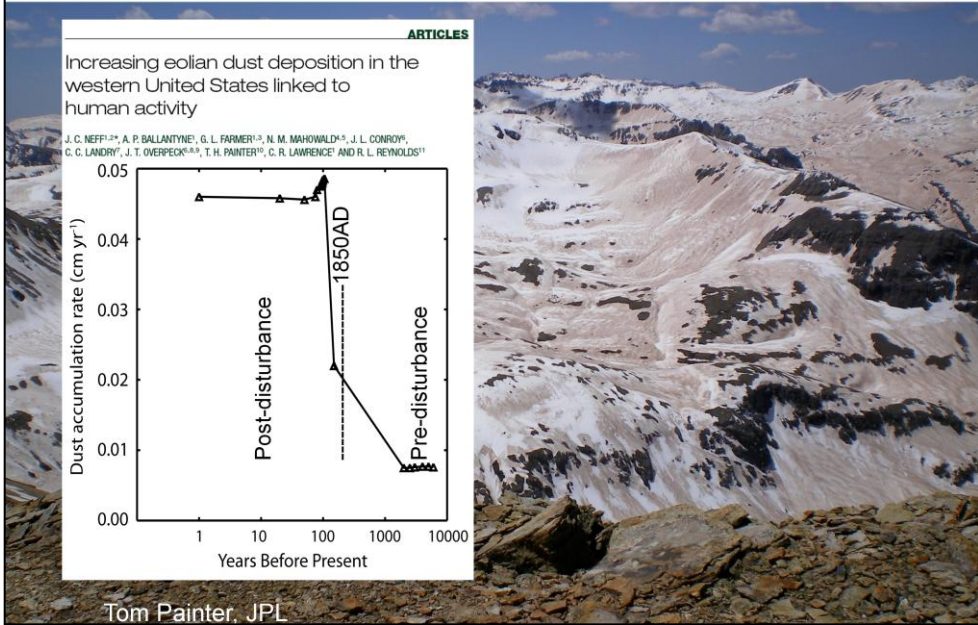 ARTICLES
Increasing eolian dust deposition in the
western United States linked to
human activity
J. C. NEFF1,2*, A. P. BALLANTYNE1, G. L. FARMER1,3, N. M. MAHOWALD4,5, J. L. CONROY6,
C. C. LANDRY7, J. T. OVERPECK6,8,9, T. H. PAINTER10, C. R. LAWRENCE1 AND R. L. REYNOLDS11
0.05
0.04
0.03
0.02
0.01
0.00
Dust accumulation rate (cm yr-1)
Post-disturbance
1850AD
Pre-disturbance
1 10 100 1000 10000
Years Before Present
Tom Painter, JPL